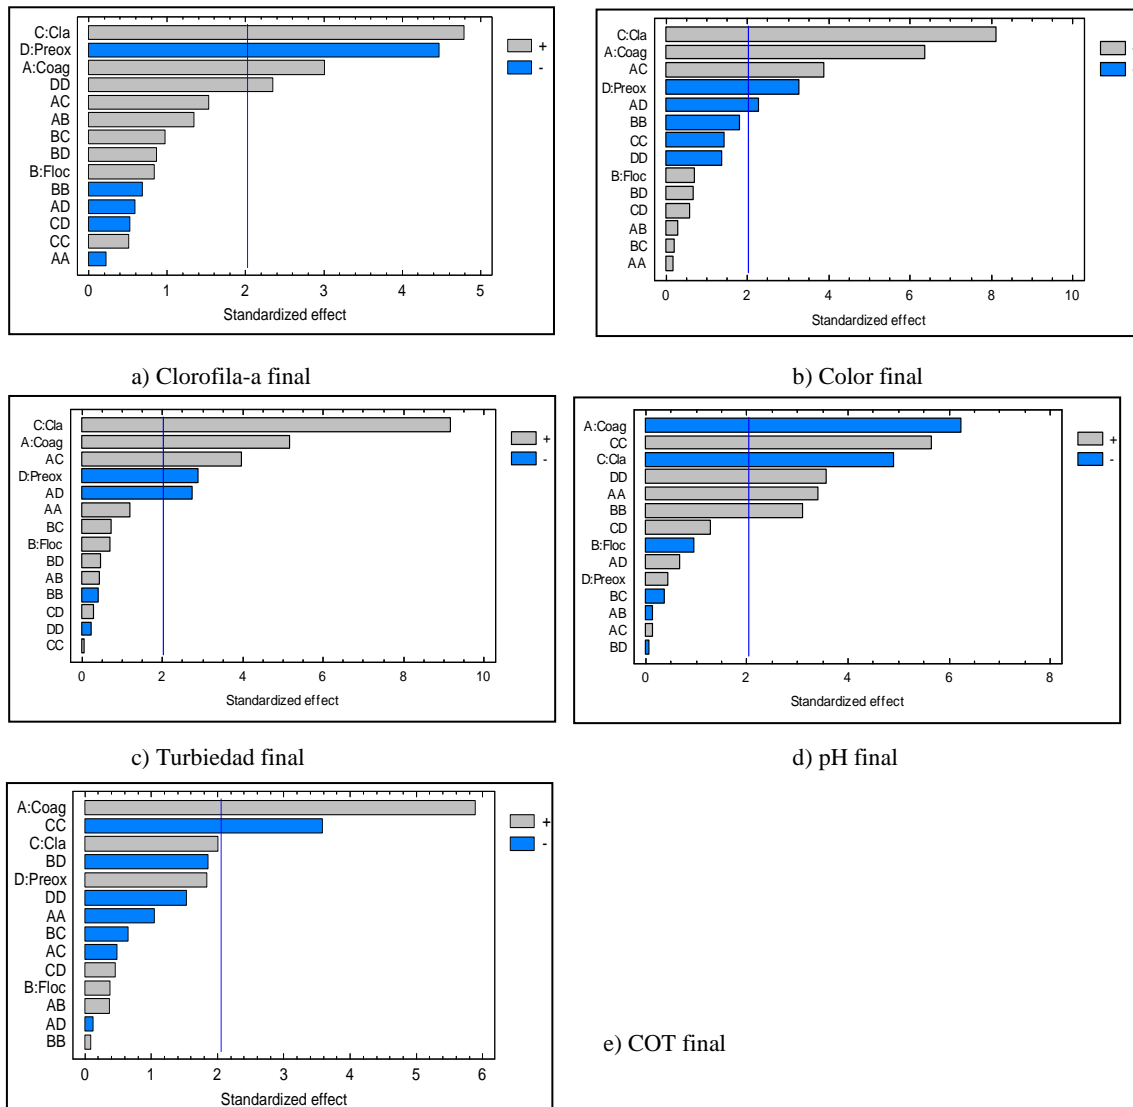 C:Cla
D:Preox
A:Coag
DD
AC
AB
BC
BD
B:Floc
BB
AD
CD
CC
AA
+
-
0 1 2 3 4 5
Standardized effect
a) Clorofila-a final
C:Cla
A:Coag
AC
D:Preox
AD
BB
CC
DD
B:Floc
BD
CD
AB
BC
AA
0 2 4 6 8 10
Standardized effect
b) Color final
C:Cla
A:Coag
AC
D:Preox
AD
AA
BC
B:Floc
BD
AB
BB
CD
DD
CC
+
-
0 2 4 6 8 10
Standardized effect
c) Turbiedad final
A:Coag
CC
C:Cla
DD
AA
BB
CD
B:Floc
AD
D:Preox
BC
AB
AC
BD
+
-
0 2 4 6 8
Standardized effect
d) pH final
A:Coag
CC
C:Cla
BD
D:Preox
DD
AA
BC
AC
CD
B:Floc
AB
AD
BB
+
-
0 1 2 3 4 5 6
Standardized effect
e) COT final